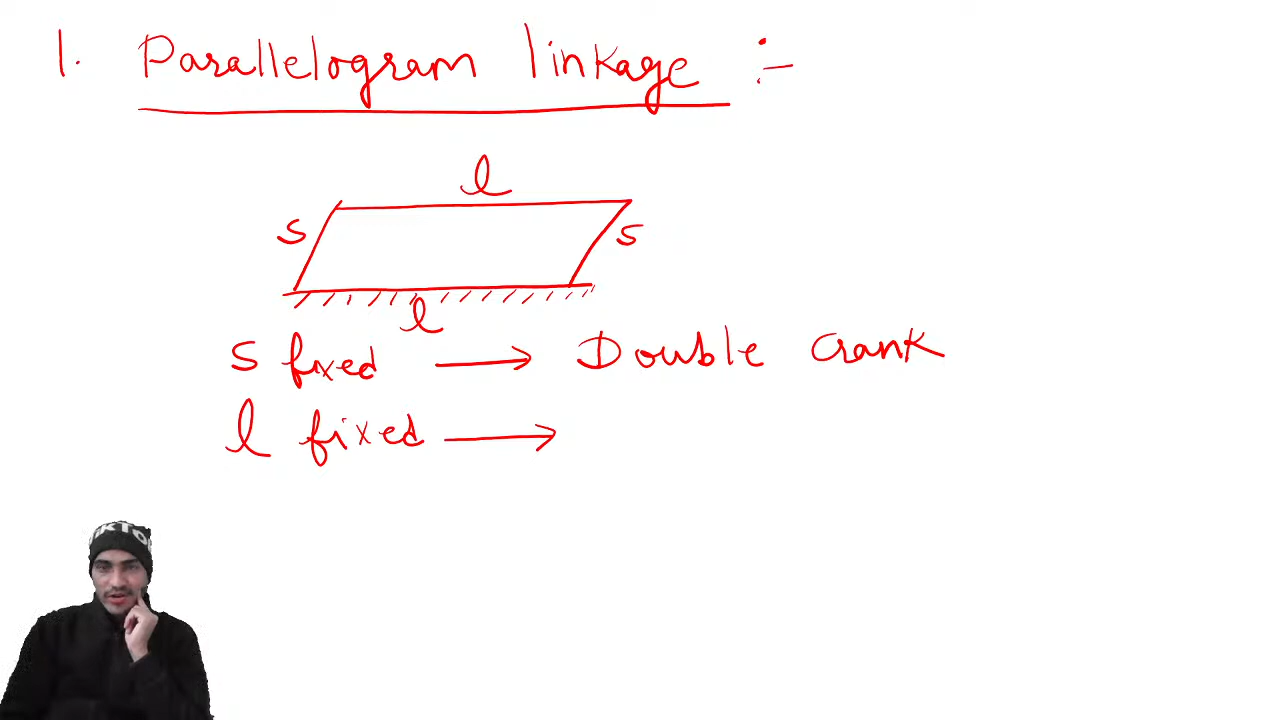 1. Parallelogram linkage :-
l
s s
l
s fixed → Double crank
l fixed →